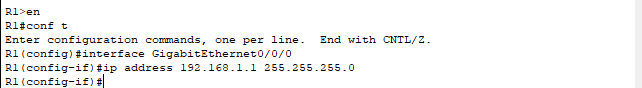 R1>en
R1#conf t
Enter configuration commands, one per line.  End with CNTL/Z.
R1(config)#interface GigabitEthernet0/0/0
R1(config-if)#ip address 192.168.1.1 255.255.255.0
R1(config-if)#